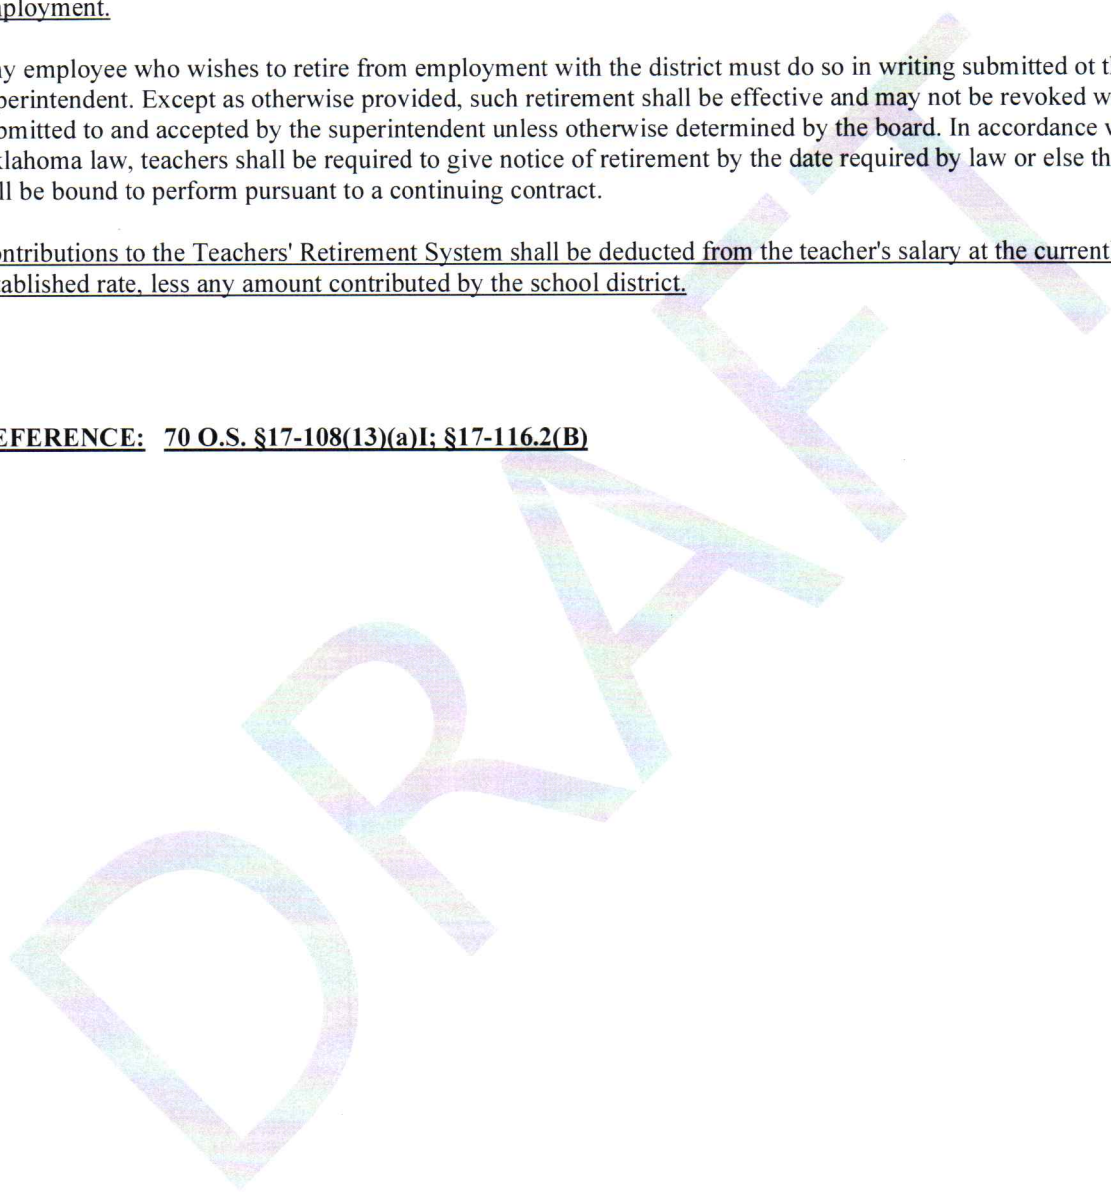 ployment.
y employee who wishes to retire from employment with the district must do so in writing submitted ot t
perintendent. Except as otherwise provided, such retirement shall be effective and may not be revoked w
bmitted to and accepted by the superintendent unless otherwise determined by the board. In accordance
klahoma law, teachers shall be required to give notice of retirement by the date required by law or else th
ll be bound to perform pursuant to a continuing contract.
ntributions to the Teachers' Retirement System shall be deducted from the teacher's salary at the current
tablished rate, less any amount contributed by the school district.
EFERENCE: 70 O.S. §17-108(13)(a)I; §17-116.2(B)
DRAFT